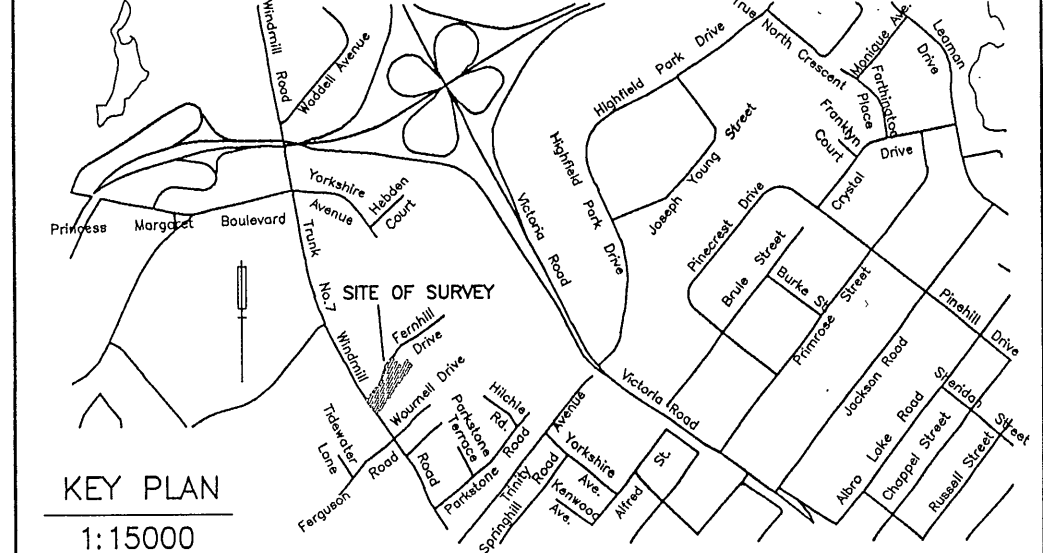 Windmill Road
Waddell Avenue
Highfield Park Drive
North Crescent
Monique Ave.
Leaman Drive
Farthington Place
Franklyn Court
Crystal Drive
Highfield Park Drive
Joseph Young Street
Yorkshire Avenue
Hebden Court
Princess Margaret Boulevard
Trunk No.7
Victoria Road
Pinecrest Drive
Brule Street
Burke St.
Primrose Street
Pinehill Drive
SITE OF SURVEY
Fernhill Drive
Windmill Road
Wournell Drive
Hilchie Rd.
Parkstone Terrace
Parkstone Road
Tidewater Lane
Ferguson Road
Trinity Avenue
Springhill Road
Yorkshire Ave.
Kenwood Ave.
Alfred St.
Victoria Road
Jackson Road
Albro Lake Road
Sheridan Street
Chappel Street
Russell Street
KEY PLAN
1:15000